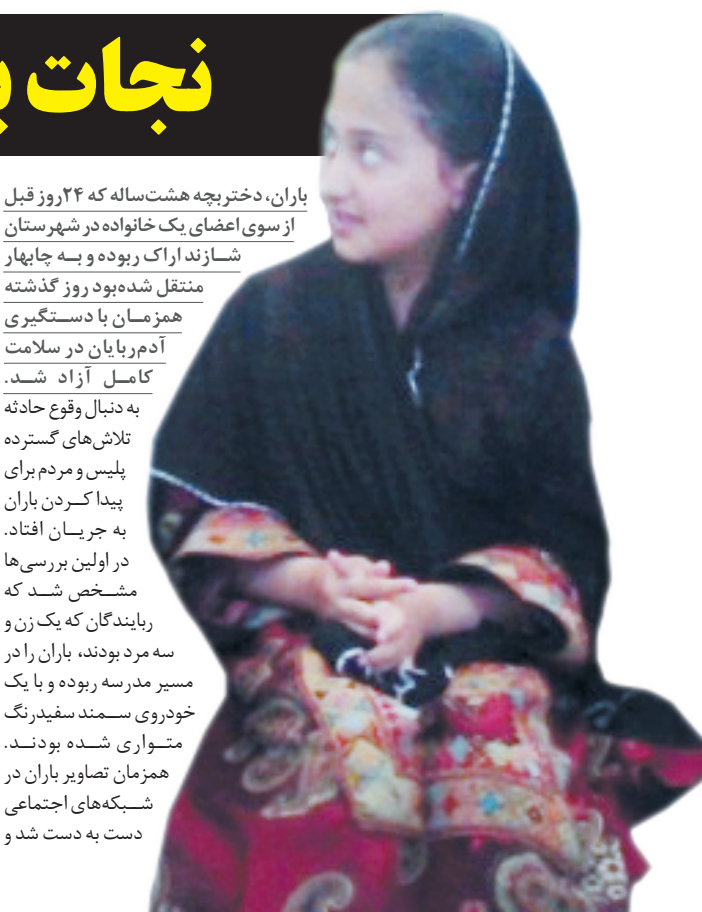 نجات
باران، دختربچه هشت‌ساله که ۲۴روز قبل
از سوی اعضای یک خانواده در شهرستان
شازند اراک ربوده و به چابهار
منتقل شده‌بود روز گذشته
همزمان با دستگیری
آدم‌ربایان در سلامت
کامل آزاد شد.
به دنبال وقوع حادثه
تلاش‌های گسترده
پلیس و مردم برای
پیدا کردن باران
به جریان افتاد.
در اولین بررسی‌ها
مشخص شد که
ربایندگان که یک زن و
سه مرد بودند، باران را در
مسیر مدرسه ربوده و با یک
خودروی سمند سفیدرنگ
متواری شده بودند.
همزمان تصاویر باران در
شبکه‌های اجتماعی
دست به دست شد و